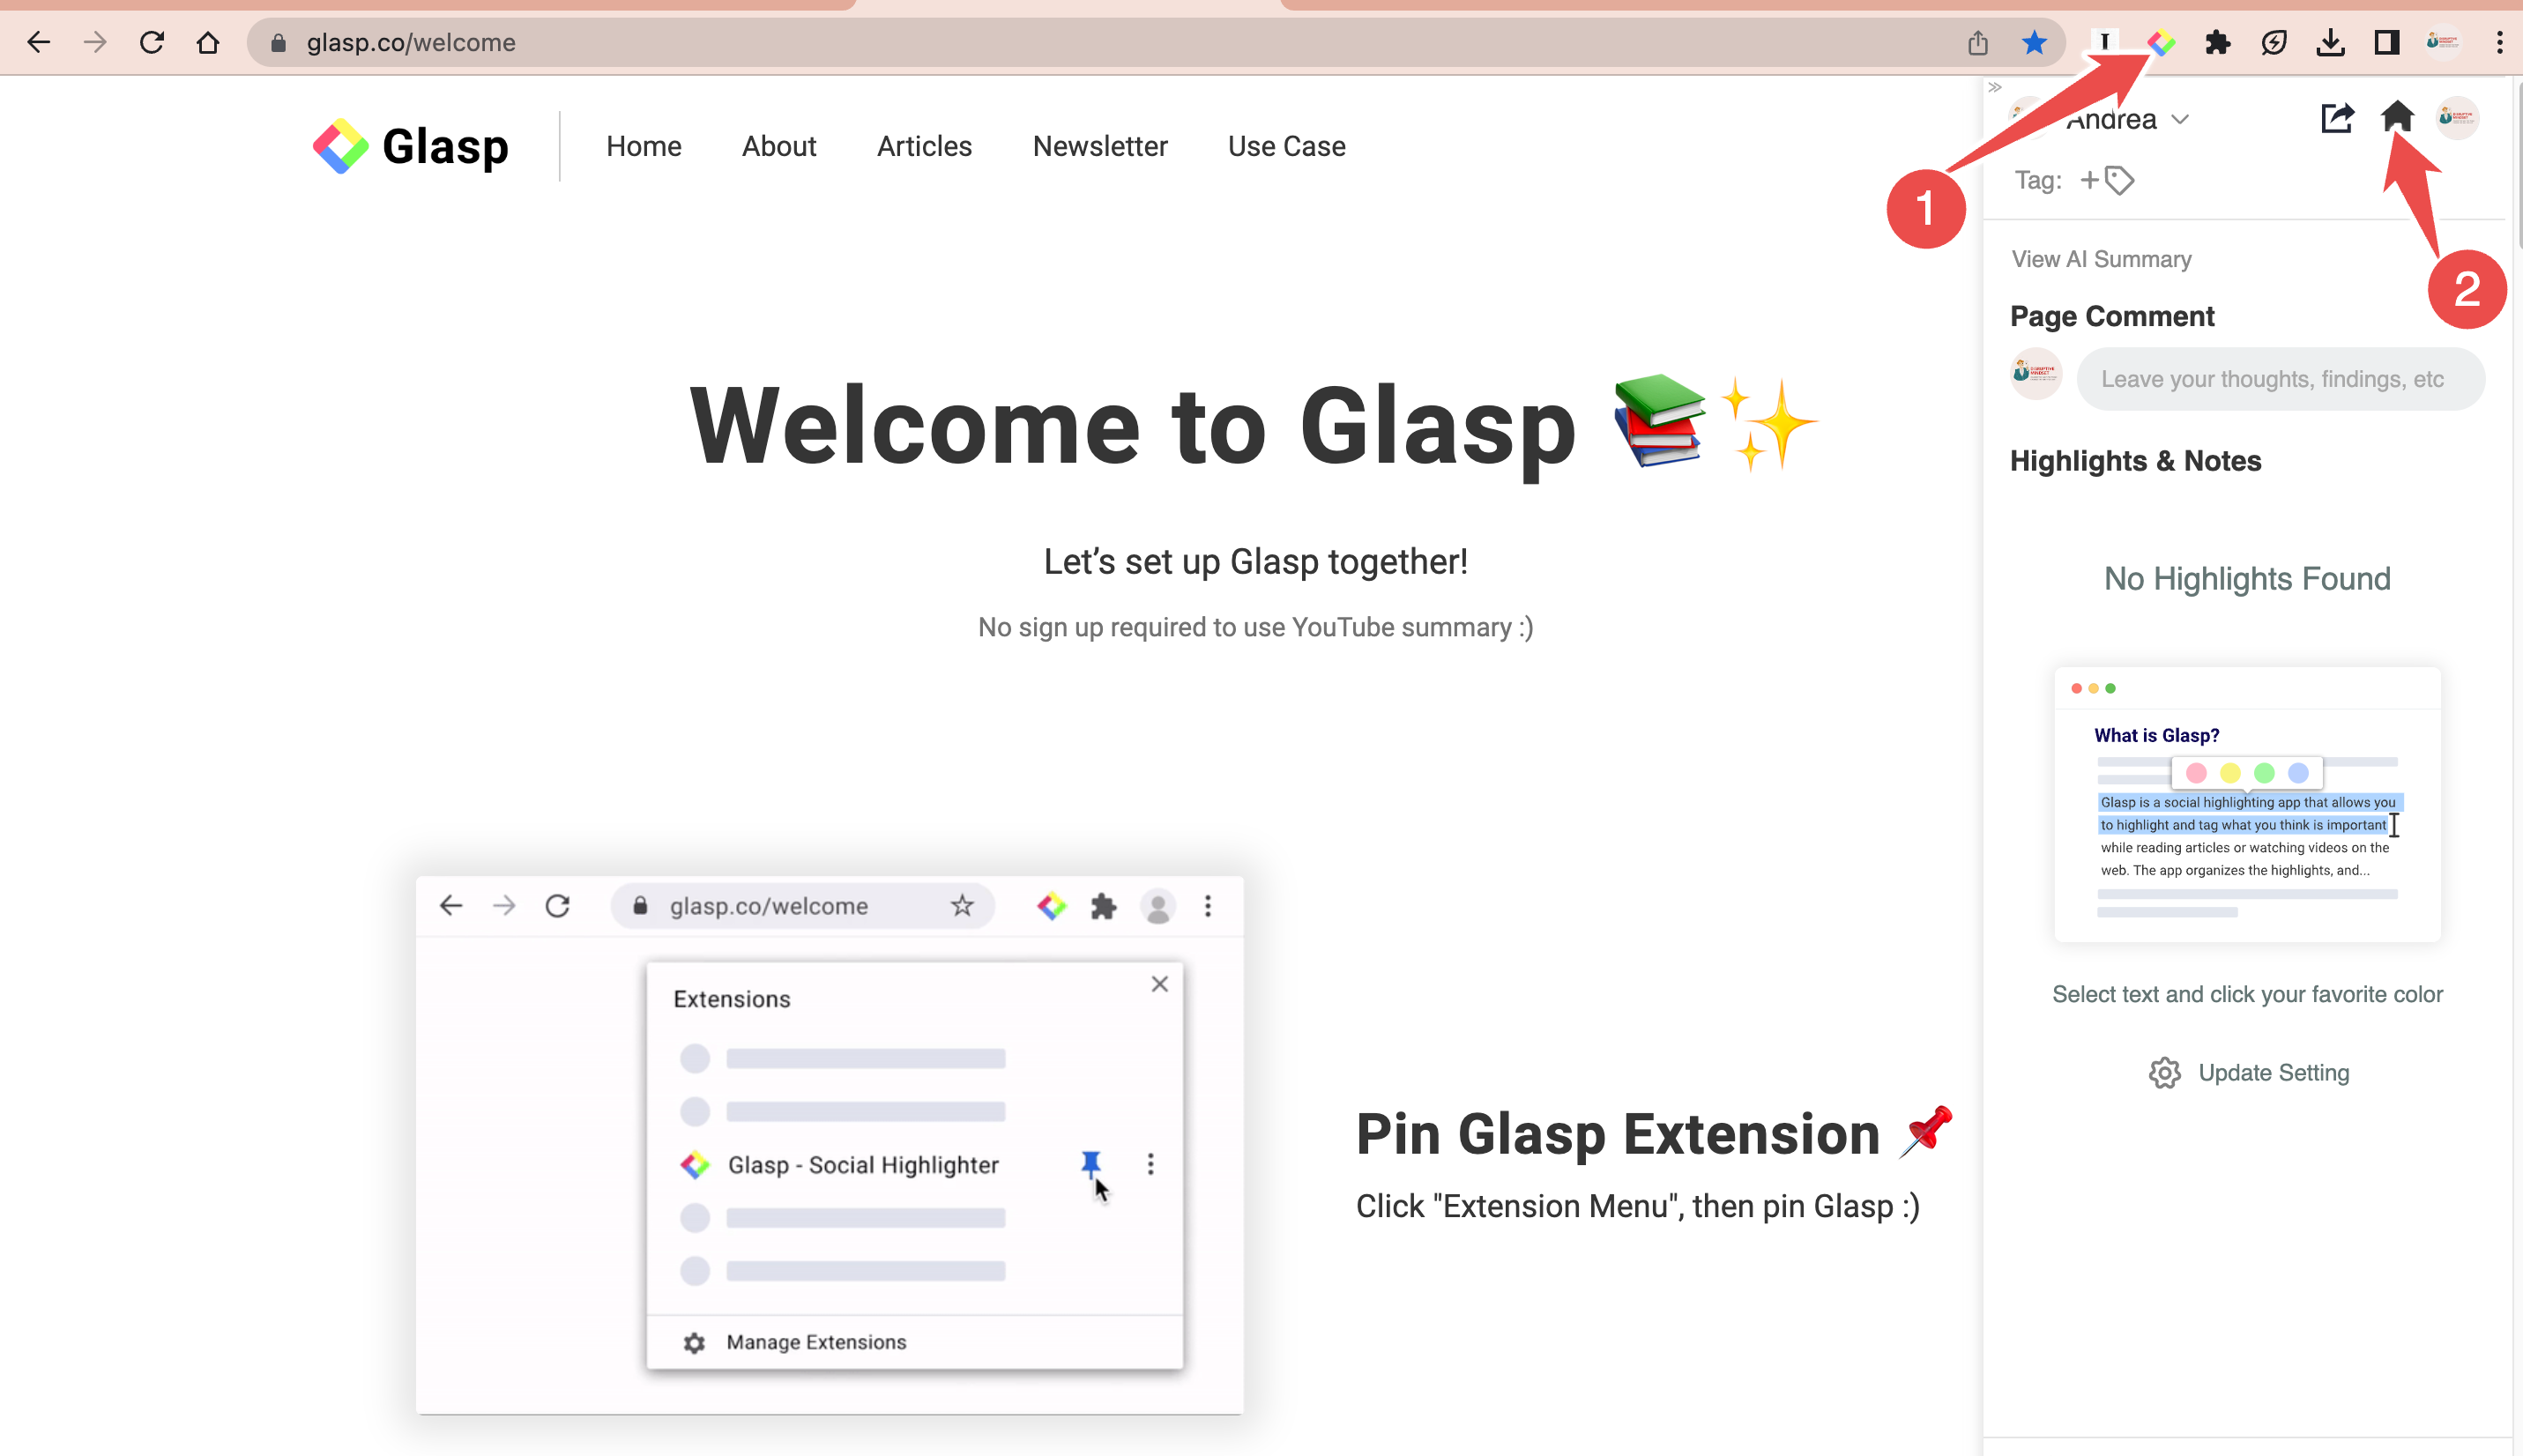 glasp.co/welcome
Glasp
Home
About
Articles
Newsletter
Use Case
1
Andrea
Tag: +
2
View AI Summary
Page Comment
Leave your thoughts, findings, etc
Highlights & Notes
No Highlights Found
Welcome to Glasp
Let’s set up Glasp together!
No sign up required to use YouTube summary :)
What is Glasp?
Glasp is a social highlighting app that allows you
to highlight and tag what you think is important
while reading articles or watching videos on the
web. The app organizes the highlights, and...
Select text and click your favorite color
Update Setting
glasp.co/welcome
Extensions
Glasp - Social Highlighter
Manage Extensions
Pin Glasp Extension
Click "Extension Menu", then pin Glasp :)